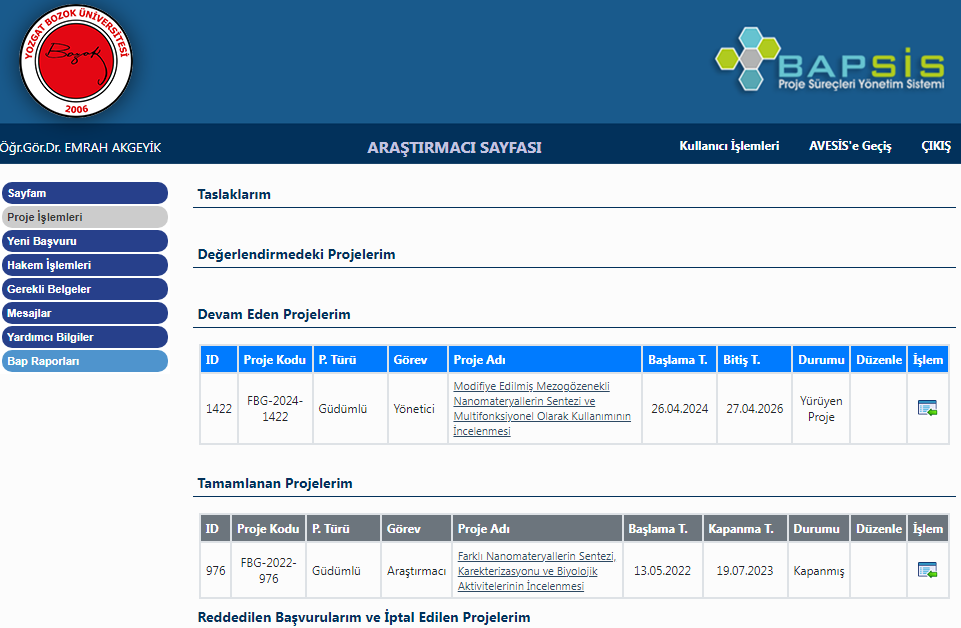 YOZGAT BOZOK ÜNİVERSİTESİ
Bozok
2006
BAPSİS
Proje Süreçleri Yönetim Sistemi
Öğr.Gör.Dr. EMRAH AKGEYİK
ARAŞTIRMACI SAYFASI
Kullanıcı İşlemleri
AVESİS'e Geçiş
ÇIKIŞ
Sayfam
Proje İşlemleri
Yeni Başvuru
Hakem İşlemleri
Gerekli Belgeler
Mesajlar
Yardımcı Bilgiler
Bap Raporları
Taslaklarım
Değerlendirmedeki Projelerim
Devam Eden Projelerim
ID Proje Kodu P. Türü Görev Proje Adı Başlama T. Bitiş T. Durumu Düzenle İşlem
1422
FBG-2024-
1422
Güdümlü
Yönetici
Modifiye Edilmiş Mezogözenekli
Nanomateryallerin Sentezi ve
Multifonksiyonel Olarak Kullanımının
İncelenmesi
26.04.2024
27.04.2026
Yürüyen
Proje
Tamamlanan Projelerim
ID Proje Kodu P. Türü Görev Proje Adı Başlama T. Kapanma T. Durumu Düzenle İşlem
976
FBG-2022-
976
Güdümlü
Araştırmacı
Farklı Nanomateryallerin Sentezi,
Karekterizasyonu ve Biyolojik
Aktivitelerinin İncelenmesi
13.05.2022
19.07.2023
Kapanmış
Reddedilen Başvurularım ve İptal Edilen Projelerim